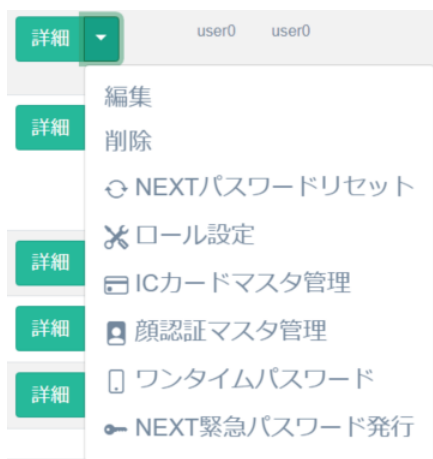 詳細 user0 user0
編集
詳細
削除
NEXTパスワードリセット
ロール設定
詳細
ICカードマスタ管理
詳細
顔認証マスタ管理
ワンタイムパスワード
詳細
NEXT緊急パスワード発行